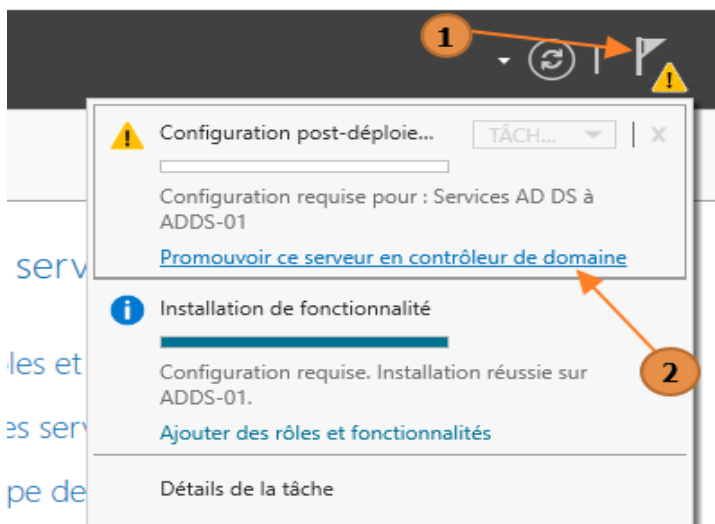 1
Configuration post-déploie...
TÂCH...
X
Configuration requise pour : Services AD DS à
ADDS-01
Promouvoir ce serveur en contrôleur de domaine
serv
Installation de fonctionnalité
les et
Configuration requise. Installation réussie sur
2
ADDS-01.
es serv
Ajouter des rôles et fonctionnalités
pe de
Détails de la tâche